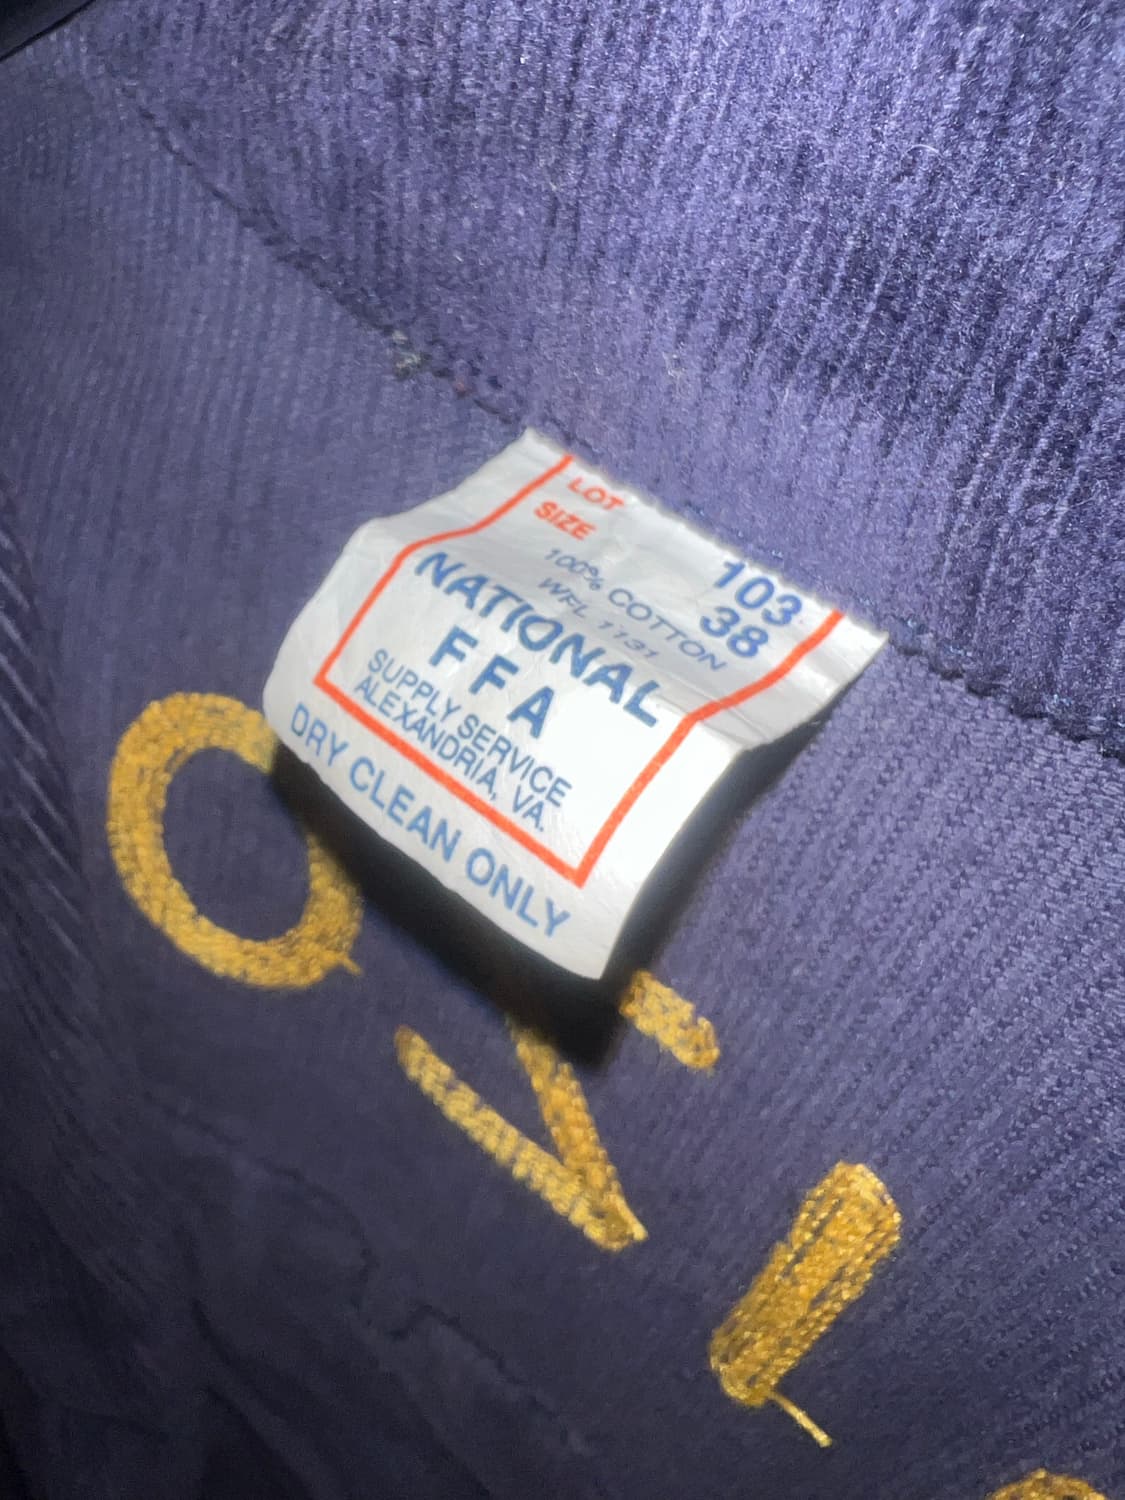 LOT 103
SIZE 38
100% COTTON
WPL 1131
NATIONAL
F F A
SUPPLY SERVICE
ALEXANDRIA, VA.
DRY CLEAN ONLY